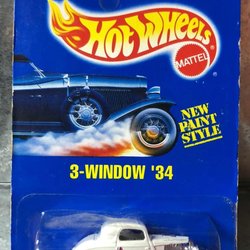 HOT WHEELS
MATTEL
NEW
PAINT
STYLE
3-WINDOW '34